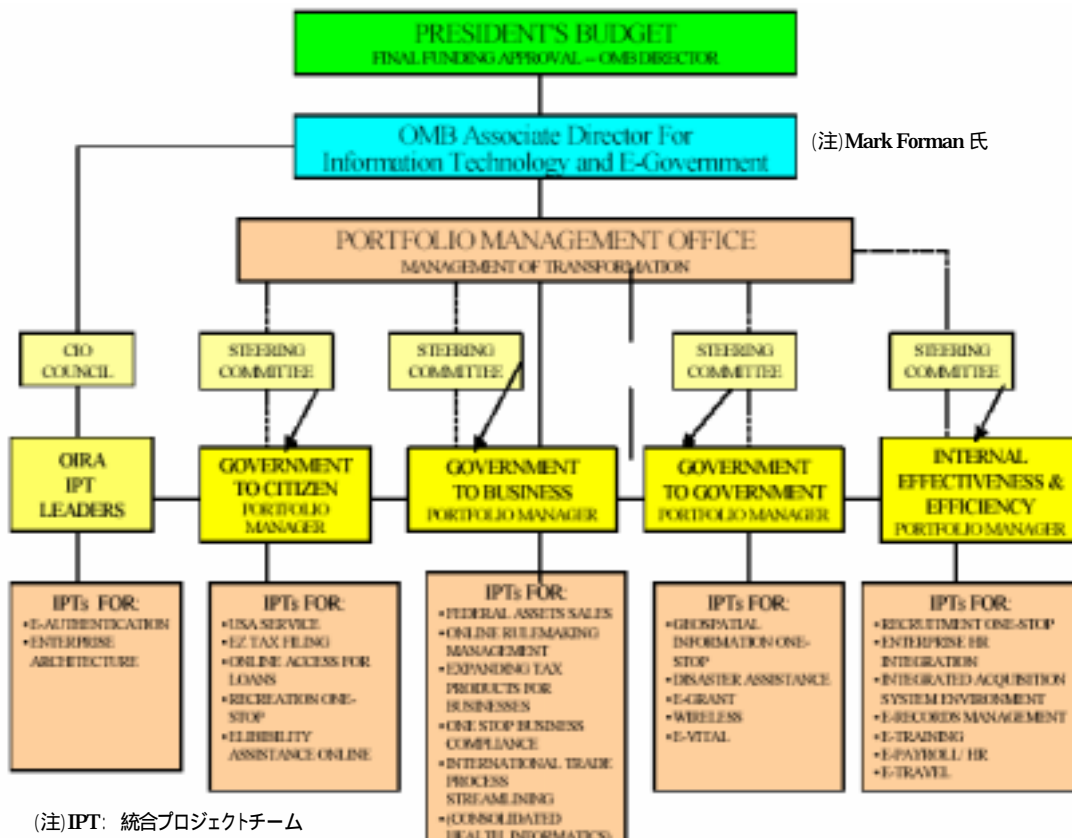 PRESIDENT'S BUDGET
FINAL FUNDING APPROVAL – OMB DIRECTOR
OMB Associate Director For
Information Technology and E-Government
(注)Mark Forman 氏
PORTFOLIO MANAGEMENT OFFICE
MANAGEMENT OF TRANSFORMATION
CIO
COUNCIL
STEERING
COMMITTEE
STEERING
COMMITTEE
STEERING
COMMITTEE
STEERING
COMMITTEE
OIRA
IPT
LEADERS
GOVERNMENT
TO CITIZEN
PORTFOLIO
MANAGER
GOVERNMENT
TO BUSINESS
PORTFOLIO MANAGER
GOVERNMENT
TO GOVERNMENT
PORTFOLIO MANAGER
INTERNAL
EFFECTIVENESS &
EFFICIENCY
PORTFOLIO MANAGER
IPTs FOR:
•E-AUTHENTICATION
•ENTERPRISE
ARCHITECTURE
IPTs FOR:
•USA SERVICE
•EZ TAX FILING
•ONLINE ACCESS FOR
LOANS
•RECREATION ONE-
STOP
•ELIBIBILITY
ASSISTANCE ONLINE
IPTs FOR:
•FEDERAL ASSETS SALES
•ONLINE RULEMAKING
MANAGEMENT
•EXPANDING TAX
PRODUCTS FOR
BUSINESSES
•ONE STOP BUSINESS
COMPLIANCE
•INTERNATIONAL TRADE
PROCESS
STREAMLINING
•(CONSOLIDATED
HEALTH INFORMATICS)
IPTs FOR:
•GEOSPATIAL
INFORMATION ONE-
STOP
•DISASTER ASSISTANCE
•E-GRANT
•WIRELESS
•E-VITAL
IPTs FOR:
•RECRUITMENT ONE-STOP
•ENTERPRISE HR
INTEGRATION
•INTEGRATED ACQUISITION
SYSTEM ENVIRONMENT
•E-RECORDS MANAGEMENT
•E-TRAINING
•E-PAYROLL/ HR
•E-TRAVEL
(注)IPT: 統合プロジェクトチーム